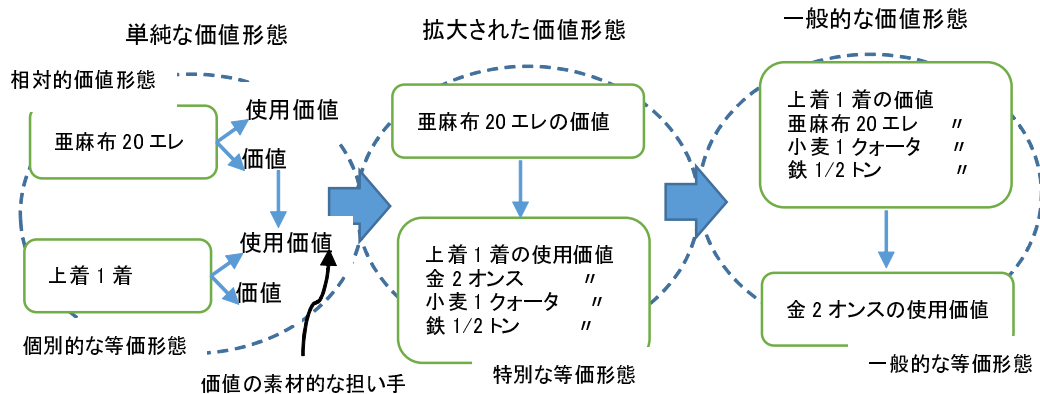 単純な価値形態
相対的価値形態
亜麻布20エレ
使用価値
価値
上着1着
使用価値
価値
個別的な等価形態
価値の素材的な担い手
拡大された価値形態
亜麻布20エレの価値
上着1着の使用価値
金2オンス 〃
小麦1クォータ 〃
鉄1/2トン 〃
特別な等価形態
一般的な価値形態
上着1着の価値
亜麻布20エレ 〃
小麦1クォータ 〃
鉄1/2トン 〃
金2オンスの使用価値
一般的な等価形態